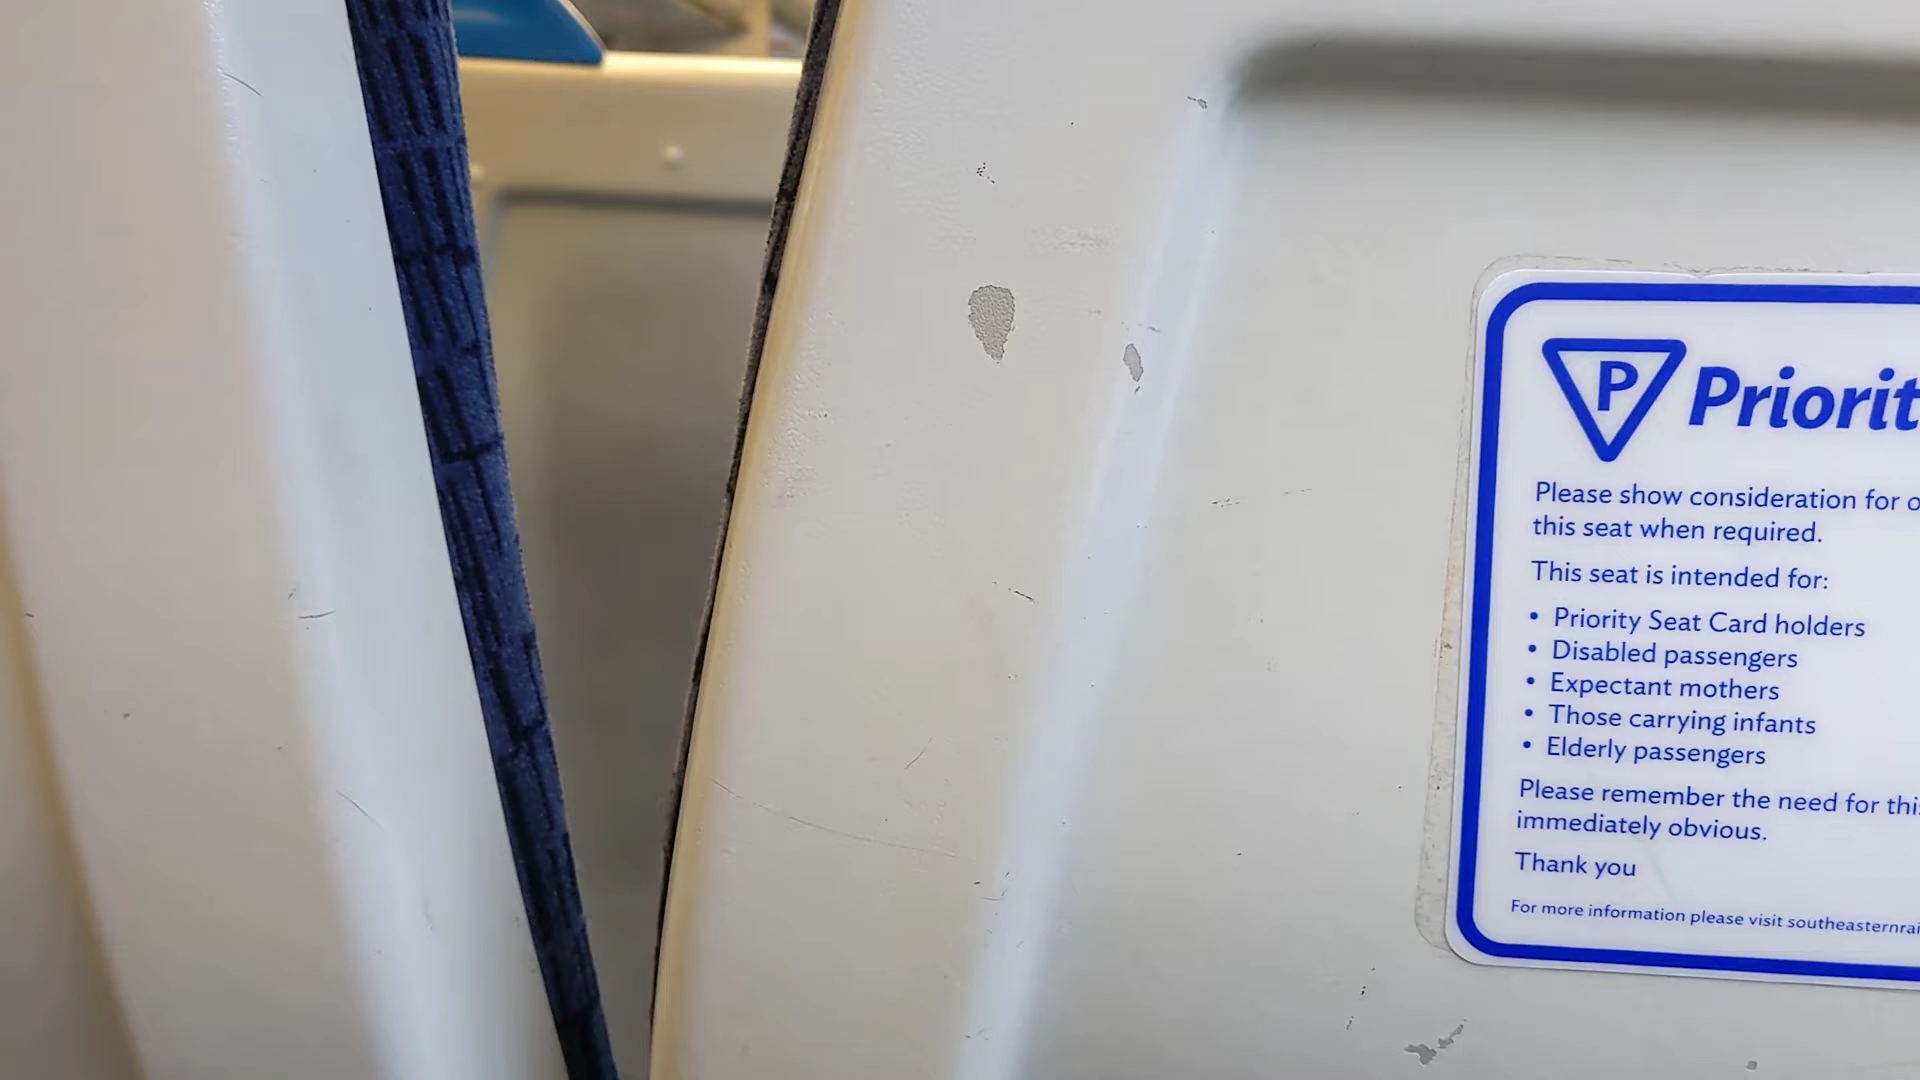 P
Priorit
Please show consideration for o
this seat when required.
This seat is intended for:
• Priority Seat Card holders
• Disabled passengers
• Expectant mothers
• Those carrying infants
• Elderly passengers
Please remember the need for this
immediately obvious.
Thank you
For more information please visit southeasternrai